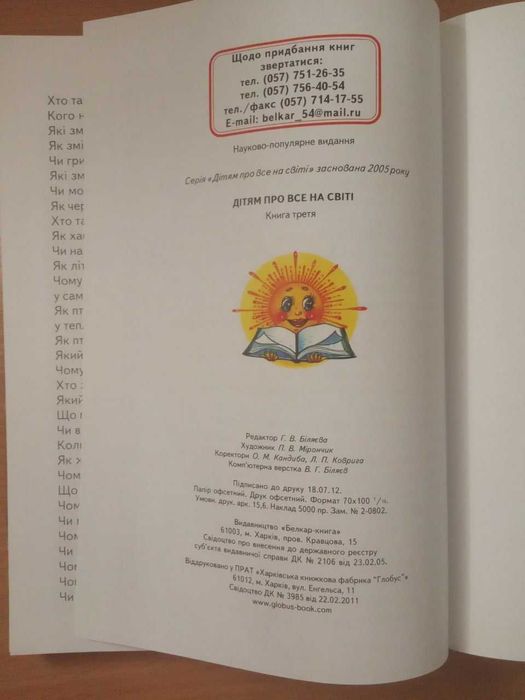 Хто та
Кого н
Які зм
Як змі
Чи гри
Які зм
Чи мо
Як чер
Хто та
Як хам
Чи на
Як літ
Чому
у сам
Як пт
у тепл
Як пт
Який
Чому
Хто
Який
Що
Чи в
Коли
Як
Чом
Що
Чом
Чи
Чом
Чи
Чом
Чи
Щодо придбання книг
звертатися:
тел. (057) 751-26-35
тел. (057) 756-40-54
тел./факс (057) 714-17-55
E-mail: belkar_54@mail.ru
Науково-популярне видання
Серія «Дітям про все на світі» заснована 2005 року
ДІТЯМ ПРО ВСЕ НА СВІТІ
Книга третя
Редактор Г. В. Біляєва
Художник П. В. Мірончик
Коректори О. М. Кандиба, Л. П. Коврига
Комп'ютерна верстка В. Г. Біляєв
Підписано до друку 18.07.12.
Папір офсетний. Друк офсетний. Формат 70х100 ¹/ч.
Умовн. друк. арк. 15,6. Наклад 5000 пр. Зам. № 2-0802.
Видавництво «Белкар-книга»
61003, м. Харків, пров. Кравцова, 15
Свідоцтво про внесення до державного реєстру
суб'єкта видавничої справи ДК № 2106 від 23.02.05.
Віддруковано у ПРАТ «Харківська книжкова фабрика "Глобус"»
61012, м. Харків, вул. Енгельса, 11
Свідоцтво ДК № 3985 від 22.02.2011
www.globus-book.com